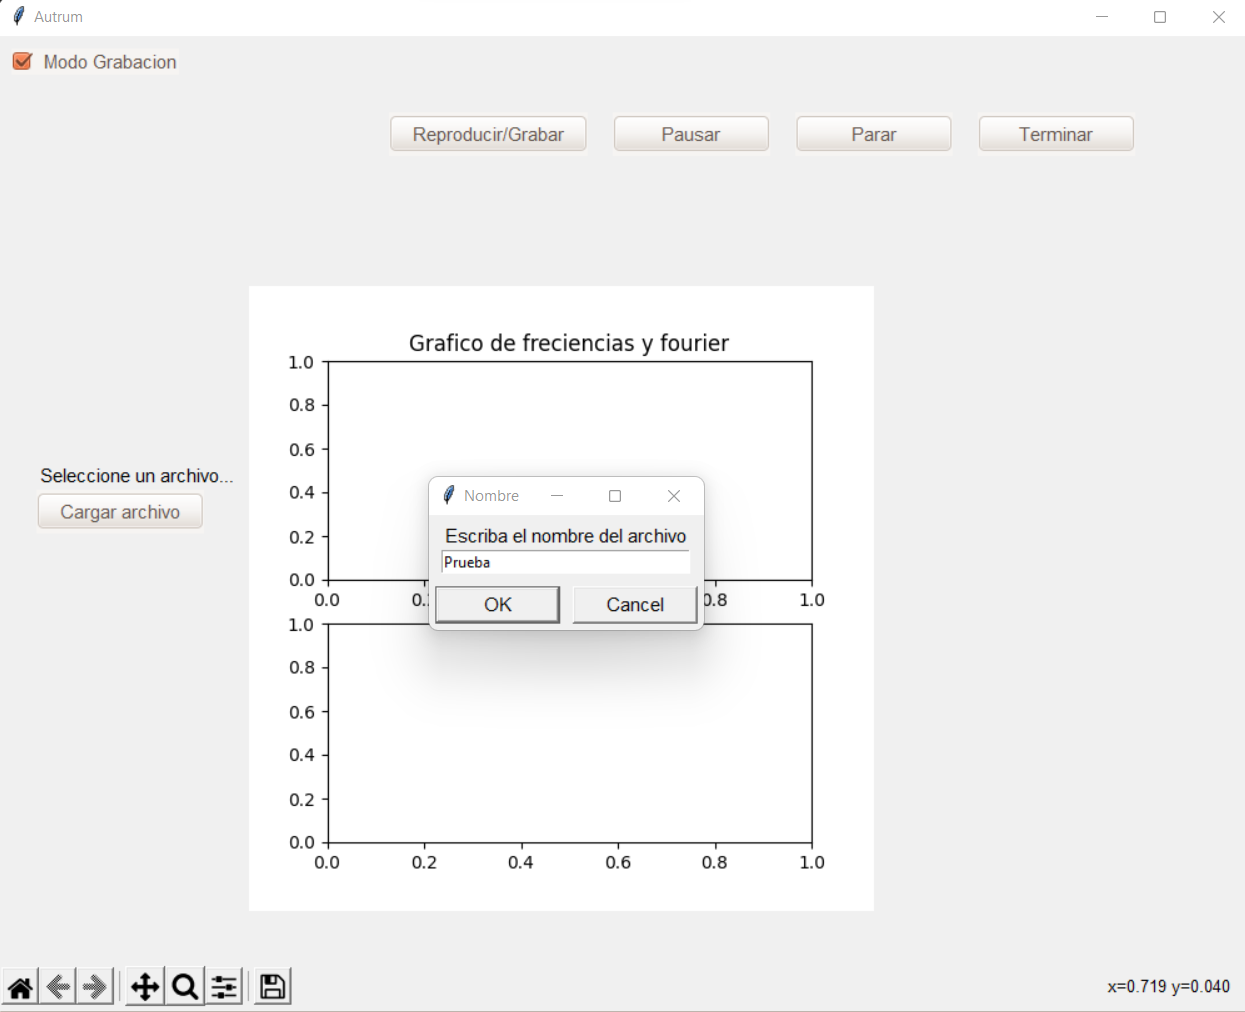 Autrum
Modo Grabacion
Reproducir/Grabar
Pausar
Parar
Terminar
Grafico de freciencias y fourier
1.0
0.8
0.6
0.4
0.2
0.0
0.0
0.8
1.0
Seleccione un archivo...
Cargar archivo
Nombre
Escriba el nombre del archivo
Prueba
OK
Cancel
1.0
0.8
0.6
0.4
0.2
0.0
0.0
0.2
0.4
0.6
0.8
1.0
x=0.719 y=0.040